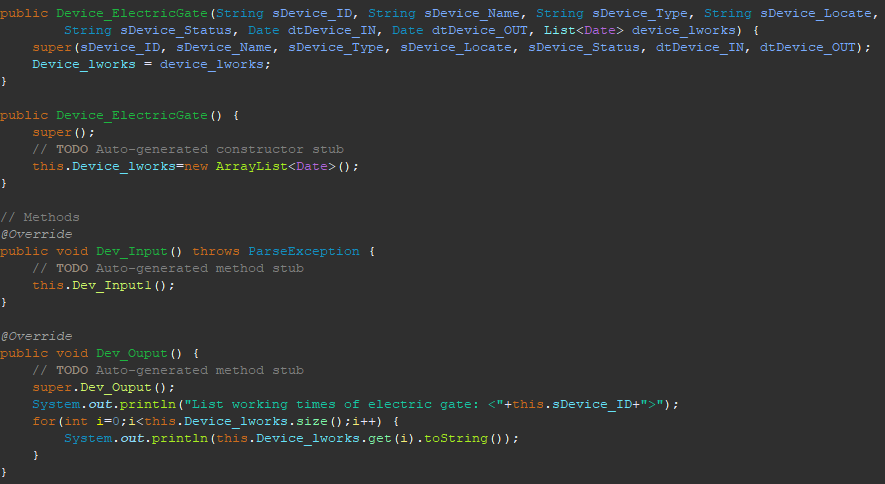 public Device_ElectricGate(String sDevice_ID, String sDevice_Name, String sDevice_Type, String sDevice_Locate,
        String sDevice_Status, Date dtDevice_IN, Date dtDevice_OUT, List<Date> device_lworks) {
    super(sDevice_ID, sDevice_Name, sDevice_Type, sDevice_Locate, sDevice_Status, dtDevice_IN, dtDevice_OUT);
    Device_lworks = device_lworks;
}

public Device_ElectricGate() {
    super();
    // TODO Auto-generated constructor stub
    this.Device_lworks=new ArrayList<Date>();
}

// Methods
@Override
public void Dev_Input() throws ParseException {
    // TODO Auto-generated method stub
    this.Dev_Input1();
}

@Override
public void Dev_Ouput() {
    // TODO Auto-generated method stub
    super.Dev_Ouput();
    System.out.println("List working times of electric gate: <"+this.sDevice_ID+">");
    for(int i=0;i<this.Device_lworks.size();i++) {
        System.out.println(this.Device_lworks.get(i).toString());
    }
}